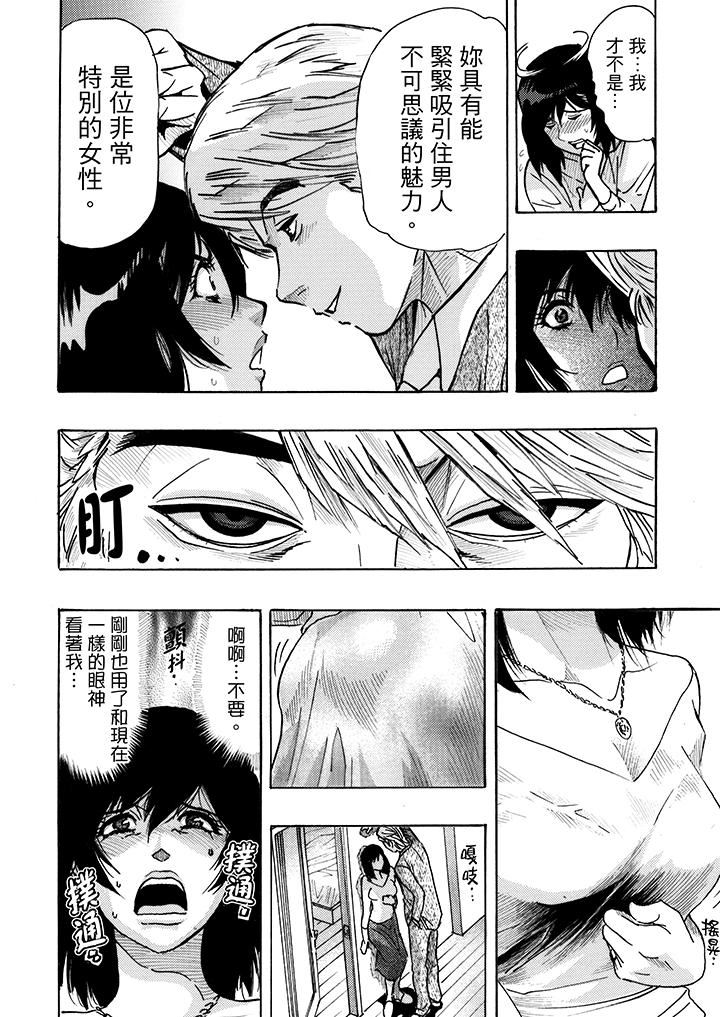 我…我
才不是…
妳具有能
緊緊吸引住男人
不可思議的魅力。
是位非常
特別的女性。
盯…
搖晃…
嘎吱…
啊啊…不要。
顫抖…
剛剛也用了和現在
一樣的眼神
看著我…
撲通。
撲通。